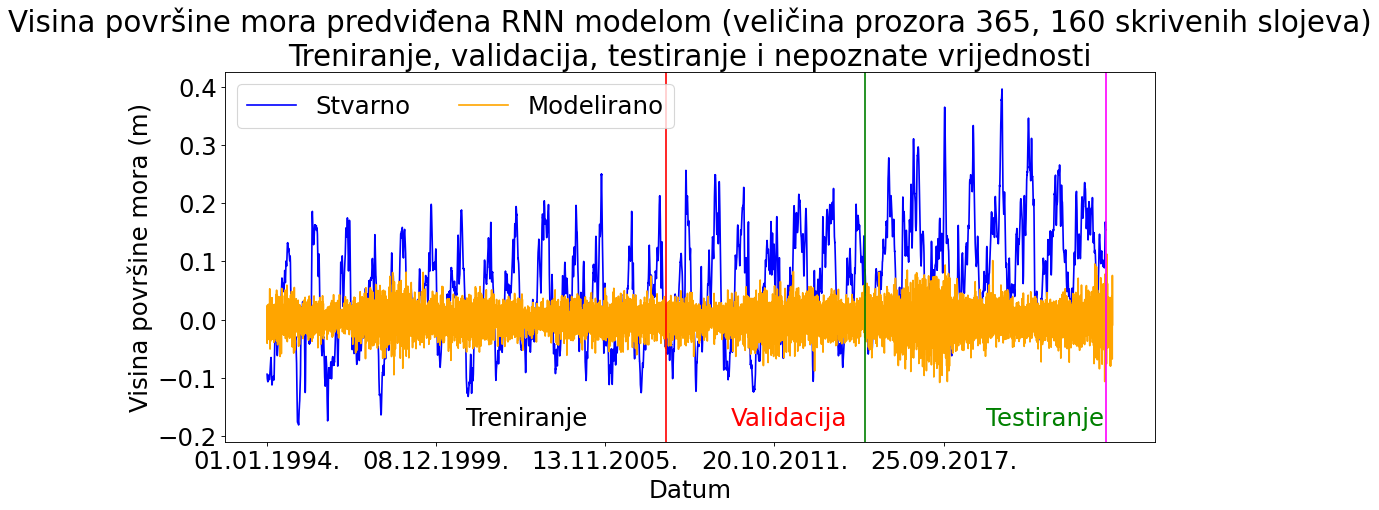 Visina površine mora predviđena RNN modelom (veličina prozora 365, 160 skrivenih slojeva)
Treniranje, validacija, testiranje i nepoznate vrijednosti
Stvarno Modelirano
Visina površine mora (m)
0.4
0.3
0.2
0.1
0.0
−0.1
−0.2
Treniranje Validacija Testiranje
01.01.1994. 08.12.1999. 13.11.2005. 20.10.2011. 25.09.2017.
Datum